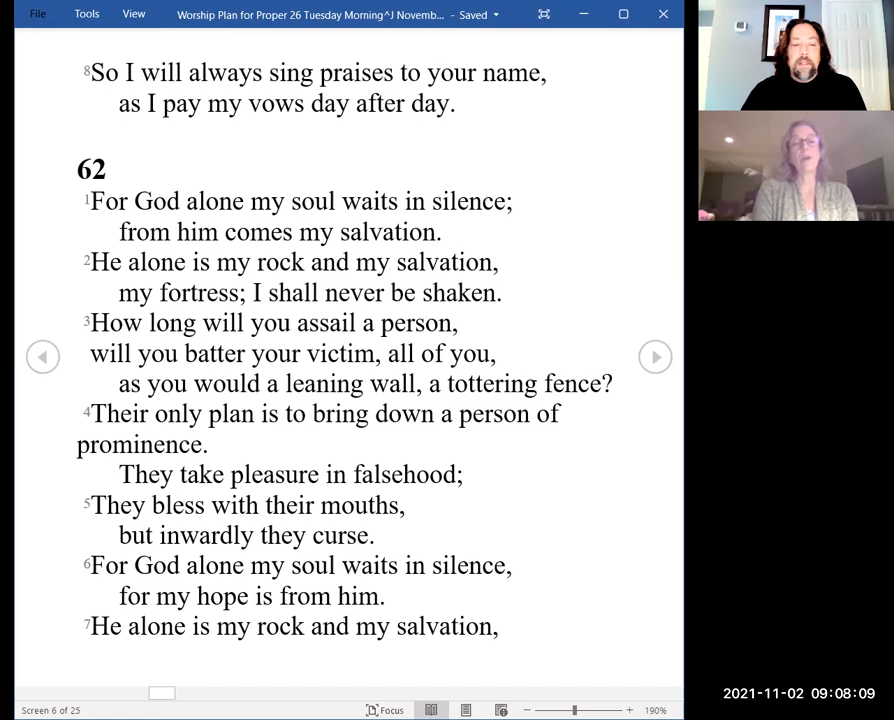 File Tools View Worship Plan for Proper 26 Tuesday Morning^J Novemb... - Saved
8So I will always sing praises to your name,
as I pay my vows day after day.
62
1For God alone my soul waits in silence;
from him comes my salvation.
2He alone is my rock and my salvation,
my fortress; I shall never be shaken.
3How long will you assail a person,
will you batter your victim, all of you,
as you would a leaning wall, a tottering fence?
4Their only plan is to bring down a person of
prominence.
They take pleasure in falsehood;
5They bless with their mouths,
but inwardly they curse.
6For God alone my soul waits in silence,
for my hope is from him.
7He alone is my rock and my salvation,
2021-11-02 09:08:09
Screen 6 of 25 Focus 190%